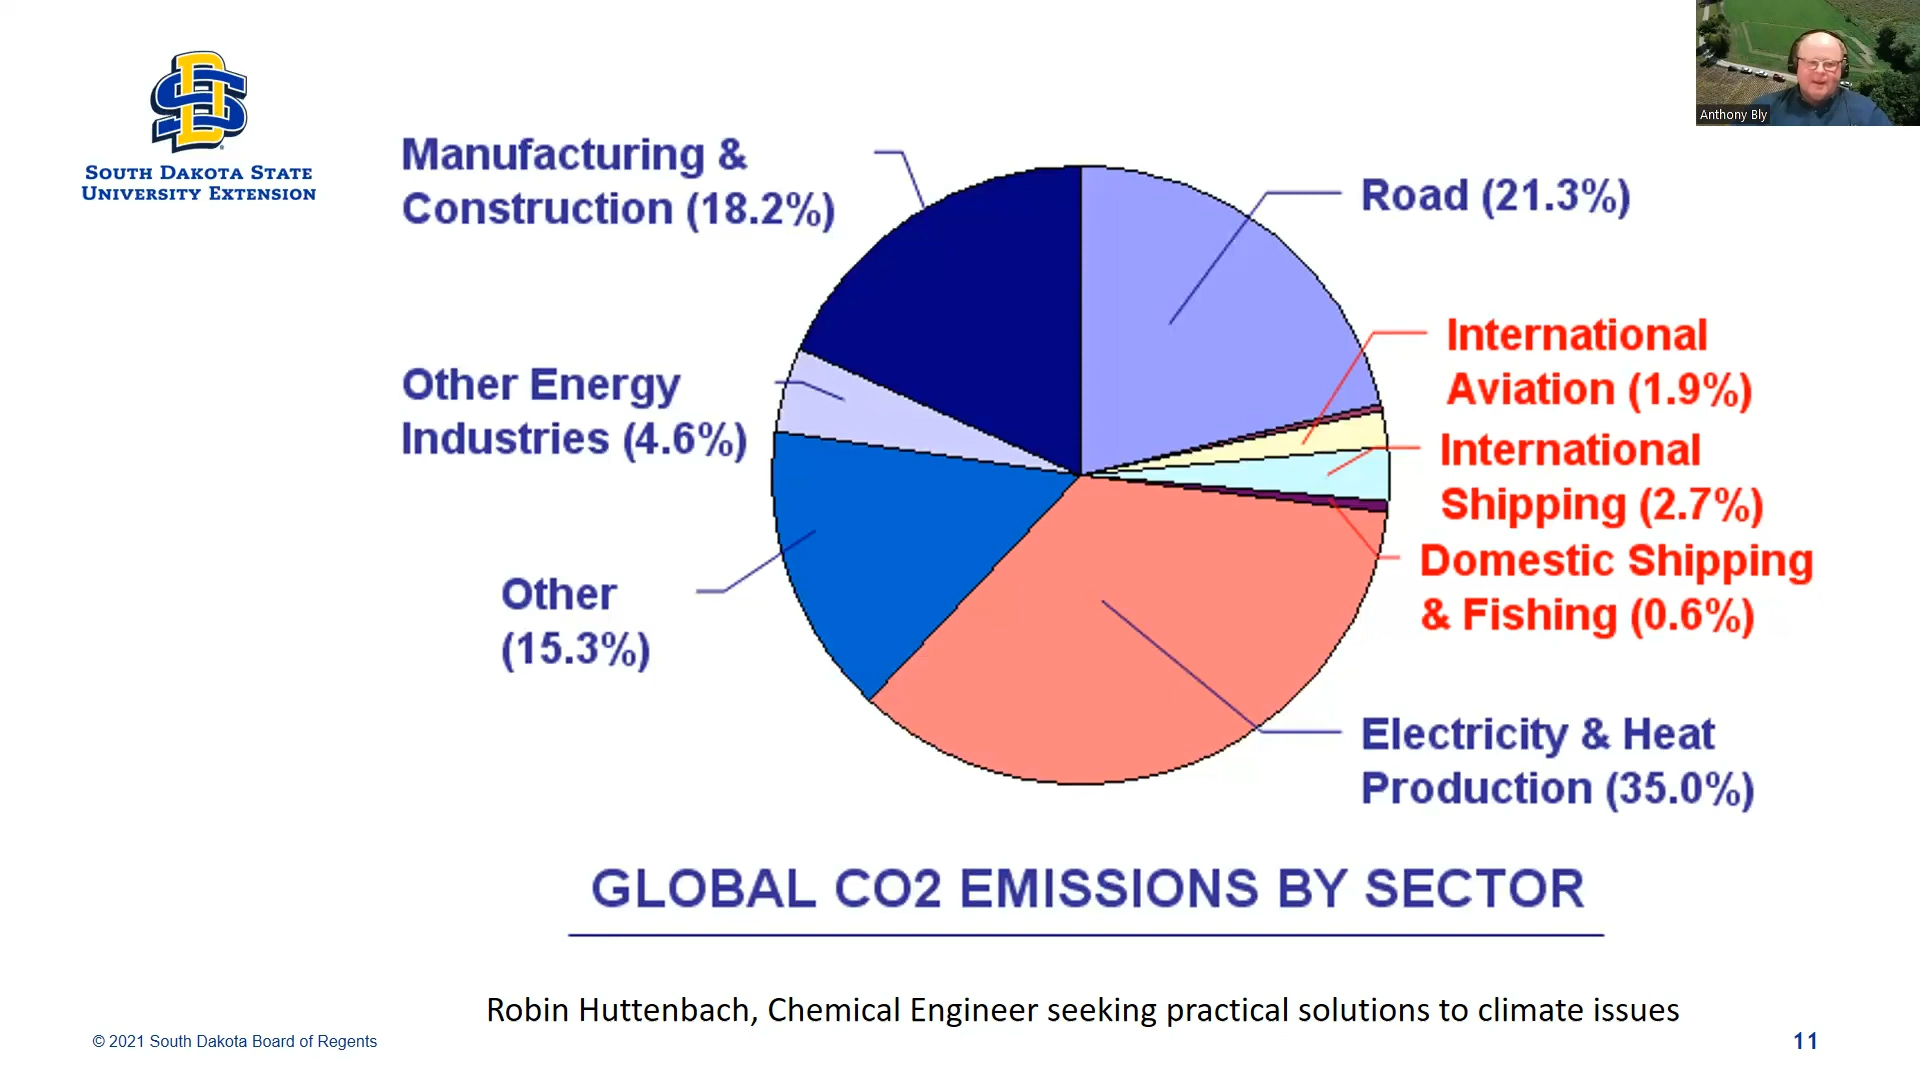 Anthony Bly
SOUTH DAKOTA STATE
UNIVERSITY EXTENSION
Manufacturing &
Construction (18.2%)
Road (21.3%)
International
Aviation (1.9%)
Other Energy
Industries (4.6%)
International
Shipping (2.7%)
Domestic Shipping
& Fishing (0.6%)
Other
(15.3%)
Electricity & Heat
Production (35.0%)
GLOBAL CO2 EMISSIONS BY SECTOR
Robin Huttenbach, Chemical Engineer seeking practical solutions to climate issues
© 2021 South Dakota Board of Regents
11